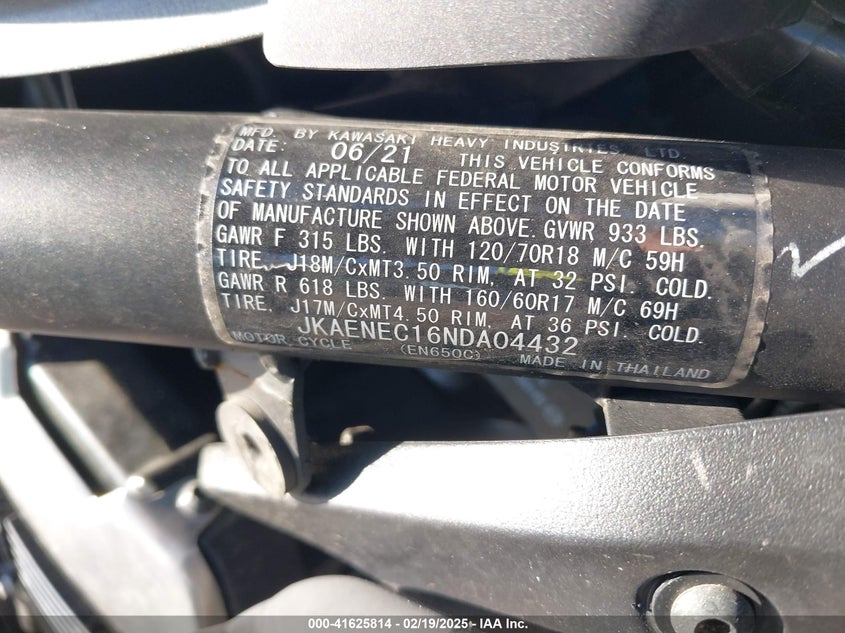 MFD. BY KAWASAKI HEAVY INDUSTRIES, LTD.
DATE: 06/21 THIS VEHICLE CONFORMS
TO ALL APPLICABLE FEDERAL MOTOR VEHICLE
SAFETY STANDARDS IN EFFECT ON THE DATE
OF MANUFACTURE SHOWN ABOVE. GVWR 933 LBS.
GAWR F 315 LBS. WITH 120/70R18 M/C 59H
TIRE, J18M/CxMT3.50 RIM, AT 32 PSI. COLD.
GAWR R 618 LBS. WITH 160/60R17 M/C 69H
TIRE, J17M/CxMT4.50 RIM, AT 36 PSI. COLD.
JKAENEC16NDA04432
MOTOR CYCLE (EN650C) MADE IN THAILAND
000-41625814 - 02/19/2025 - IAA Inc.